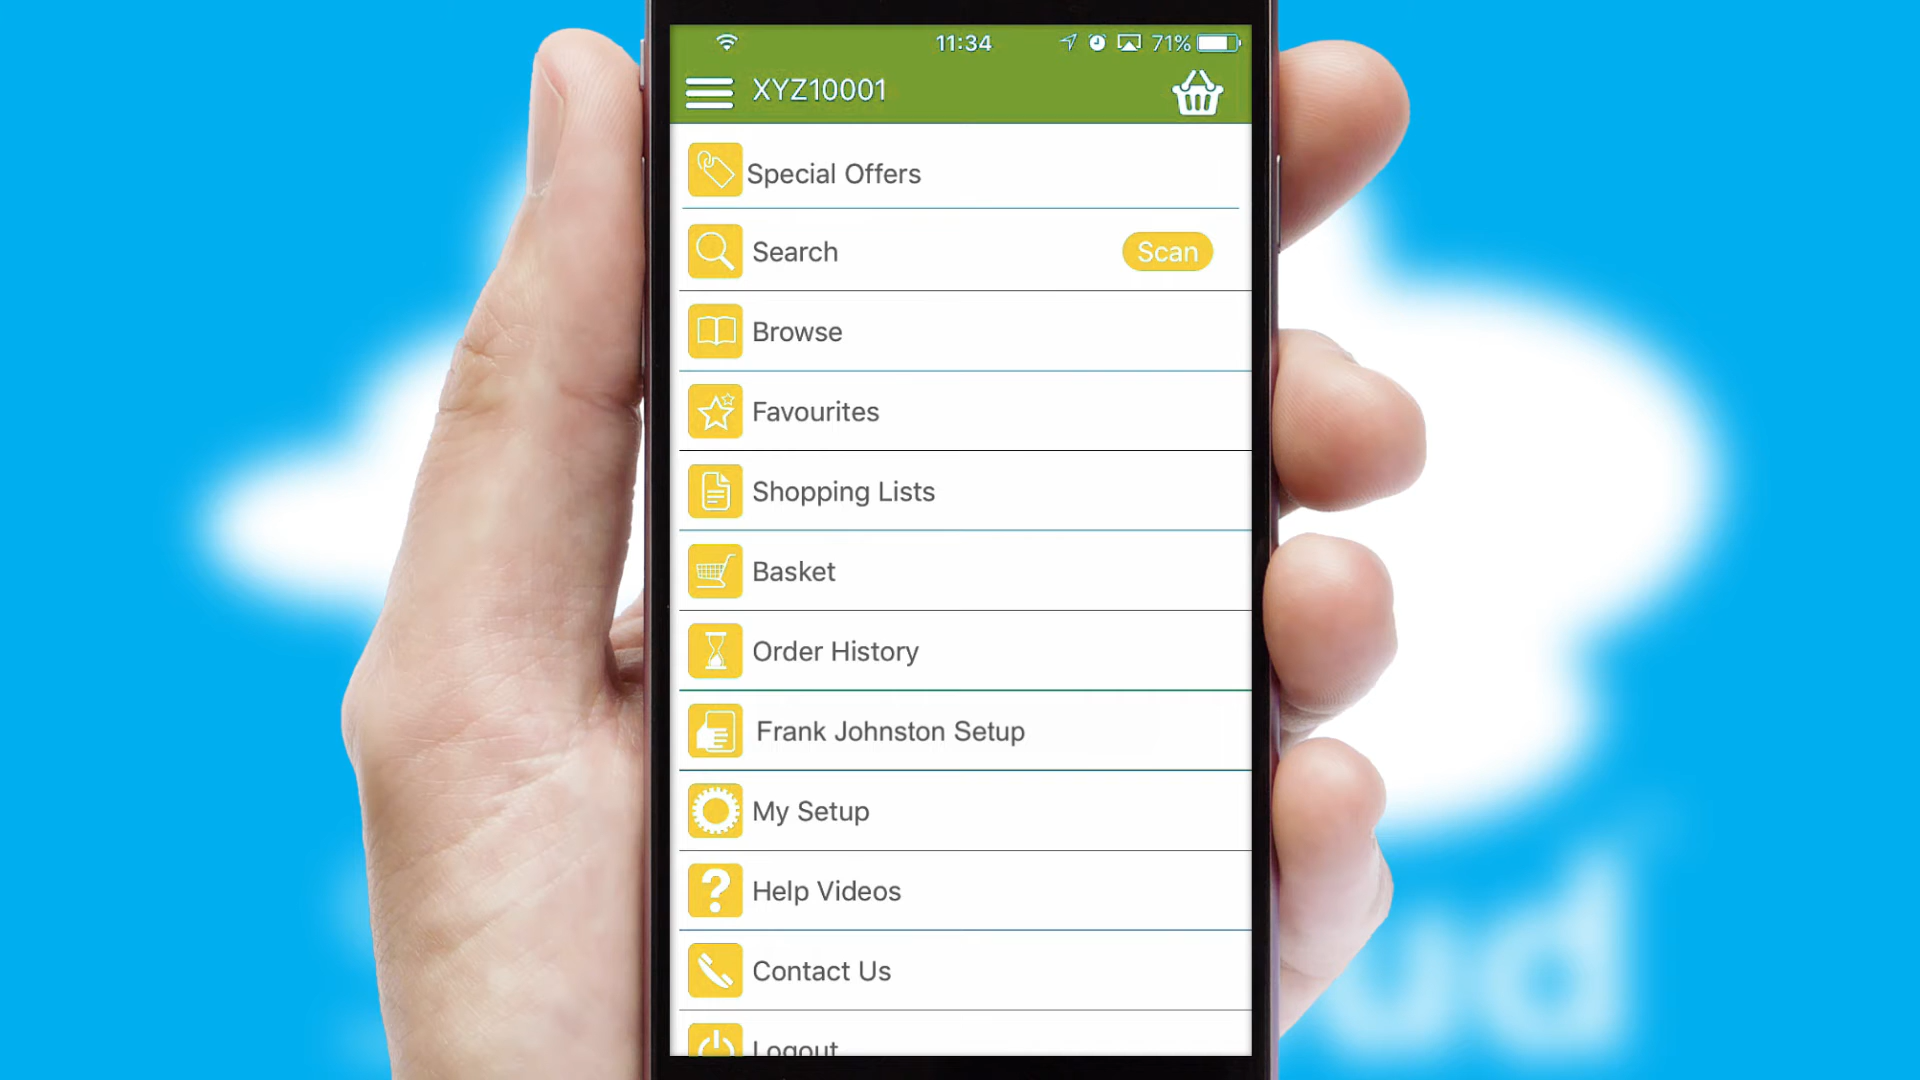 11:34 71%
XYZ10001
Special Offers
Search Scan
Browse
Favourites
Shopping Lists
Basket
Order History
Frank Johnston Setup
My Setup
Help Videos
Contact Us
Logout